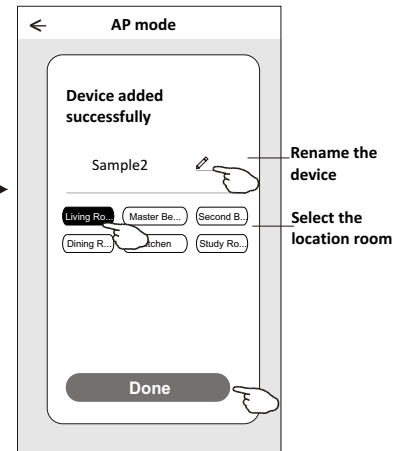 AP mode
Device added
successfully
Sample2
Rename the
device
Living Ro...
Master Be...
Second B...
Select the
location room
Dining R...
tchen
Study Ro...
Done